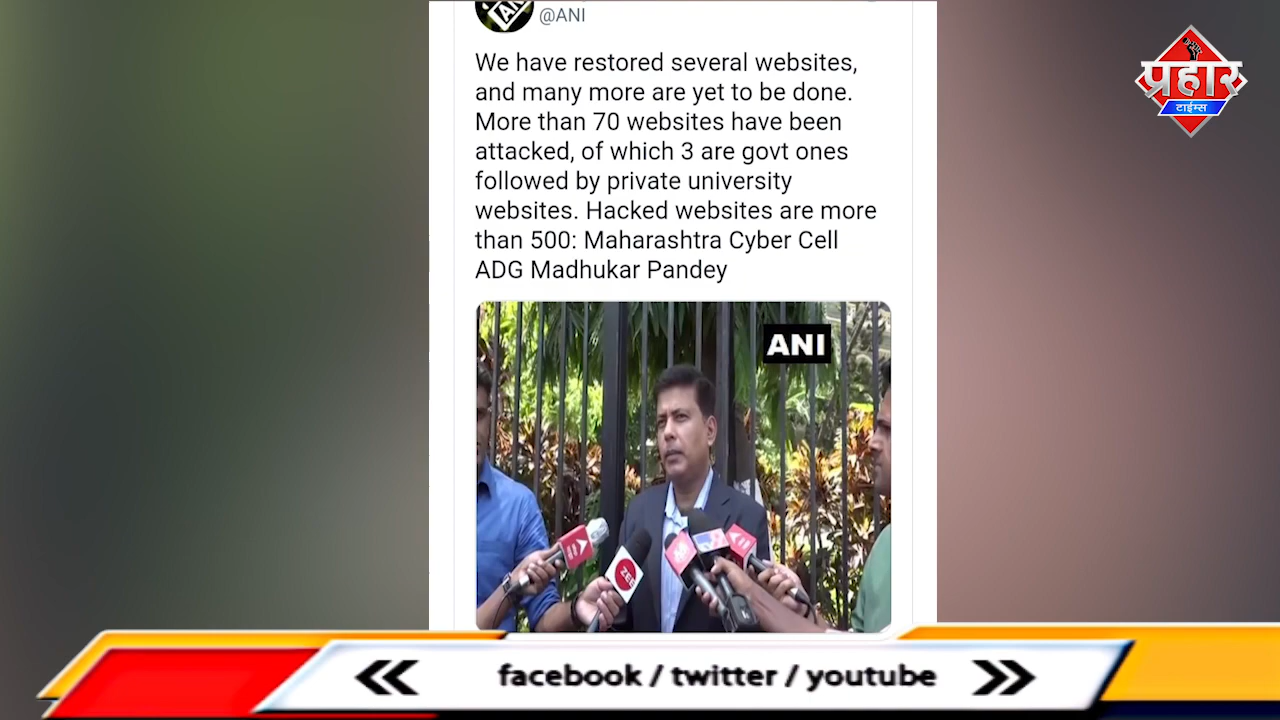 @ANI
We have restored several websites,
and many more are yet to be done.
More than 70 websites have been
attacked, of which 3 are govt ones
followed by private university
websites. Hacked websites are more
than 500: Maharashtra Cyber Cell
ADG Madhukar Pandey
ANI
ZEE
प्रहार
टाईम्स
facebook / twitter / youtube